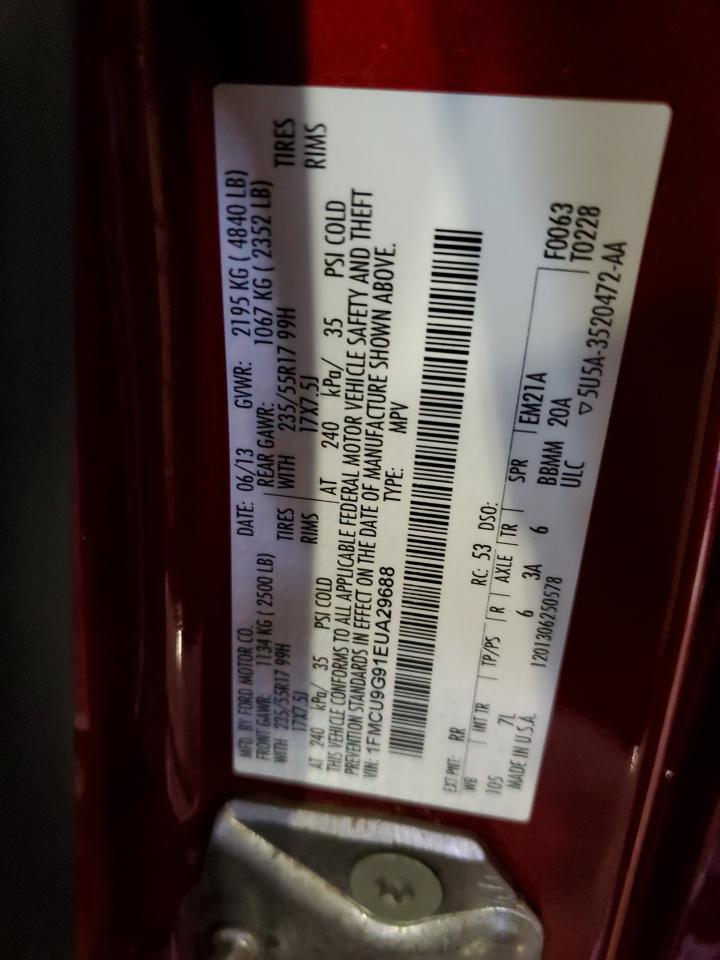 MFD. BY FORD MOTOR CO.
DATE: 06/13 GVWR: 2195 KG ( 4840 LB)
FRONT GAWR: 1134 KG ( 2500 LB) REAR GAWR: 1067 KG ( 2352 LB)
WITH 235/55R17 99H TIRES WITH 235/55R17 99H TIRES
17X7.5J RIMS 17X7.5J RIMS
AT 240 kPa/ 35 PSI COLD AT 240 kPa/ 35 PSI COLD
THIS VEHICLE CONFORMS TO ALL APPLICABLE FEDERAL MOTOR VEHICLE SAFETY AND THEFT
PREVENTION STANDARDS IN EFFECT ON THE DATE OF MANUFACTURE SHOWN ABOVE.
VIN: 1FMCU9G91EUA29688 TYPE: MPV
EXT PNT: RR RC: 53 DSO: F0063
WB INT TR TP/PS R AXLE TR SPR EM21A T0228
105 7L 6 3A 6 BBMM 20A
MADE IN U.S.A. 1201306250578 ULC ▽5U5A-3520472-AA